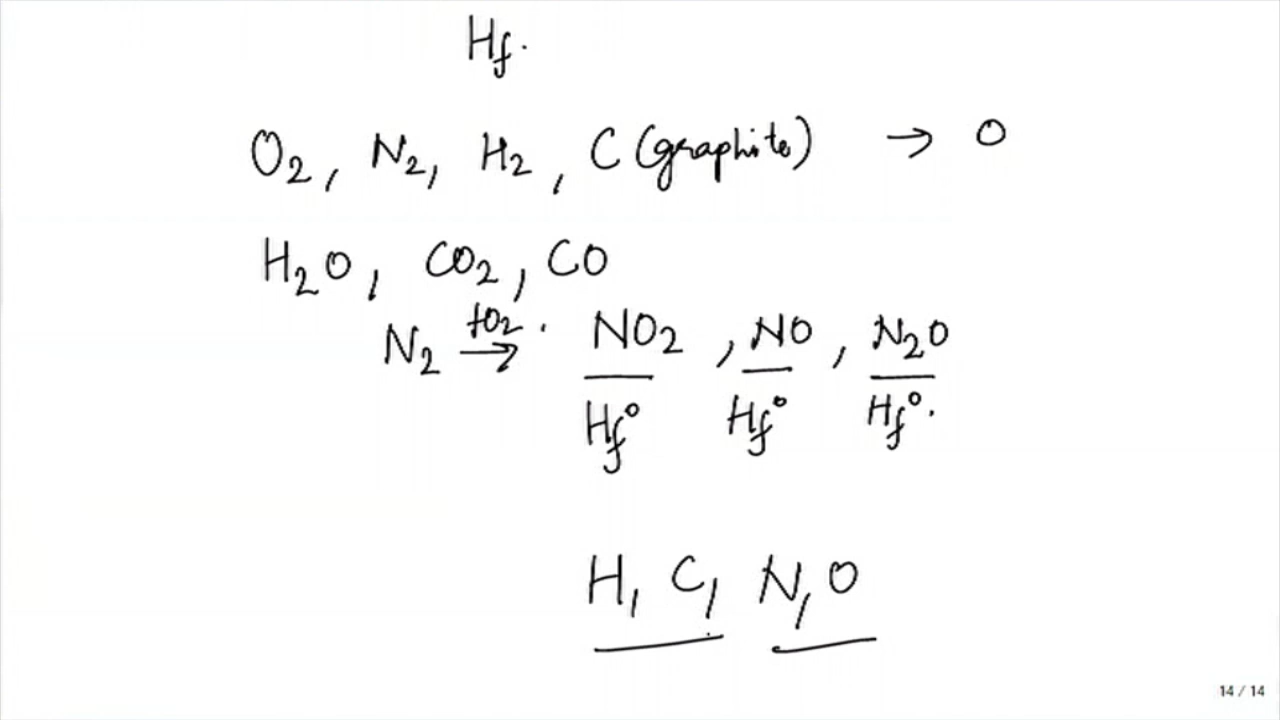 Hf.
O2, N2, H2, C (graphite) → 0
H2O, CO2, CO
N2 +O2 → . NO2, NO, N2O
Hf° Hf° Hf°.
H, C, N, O
14 / 14